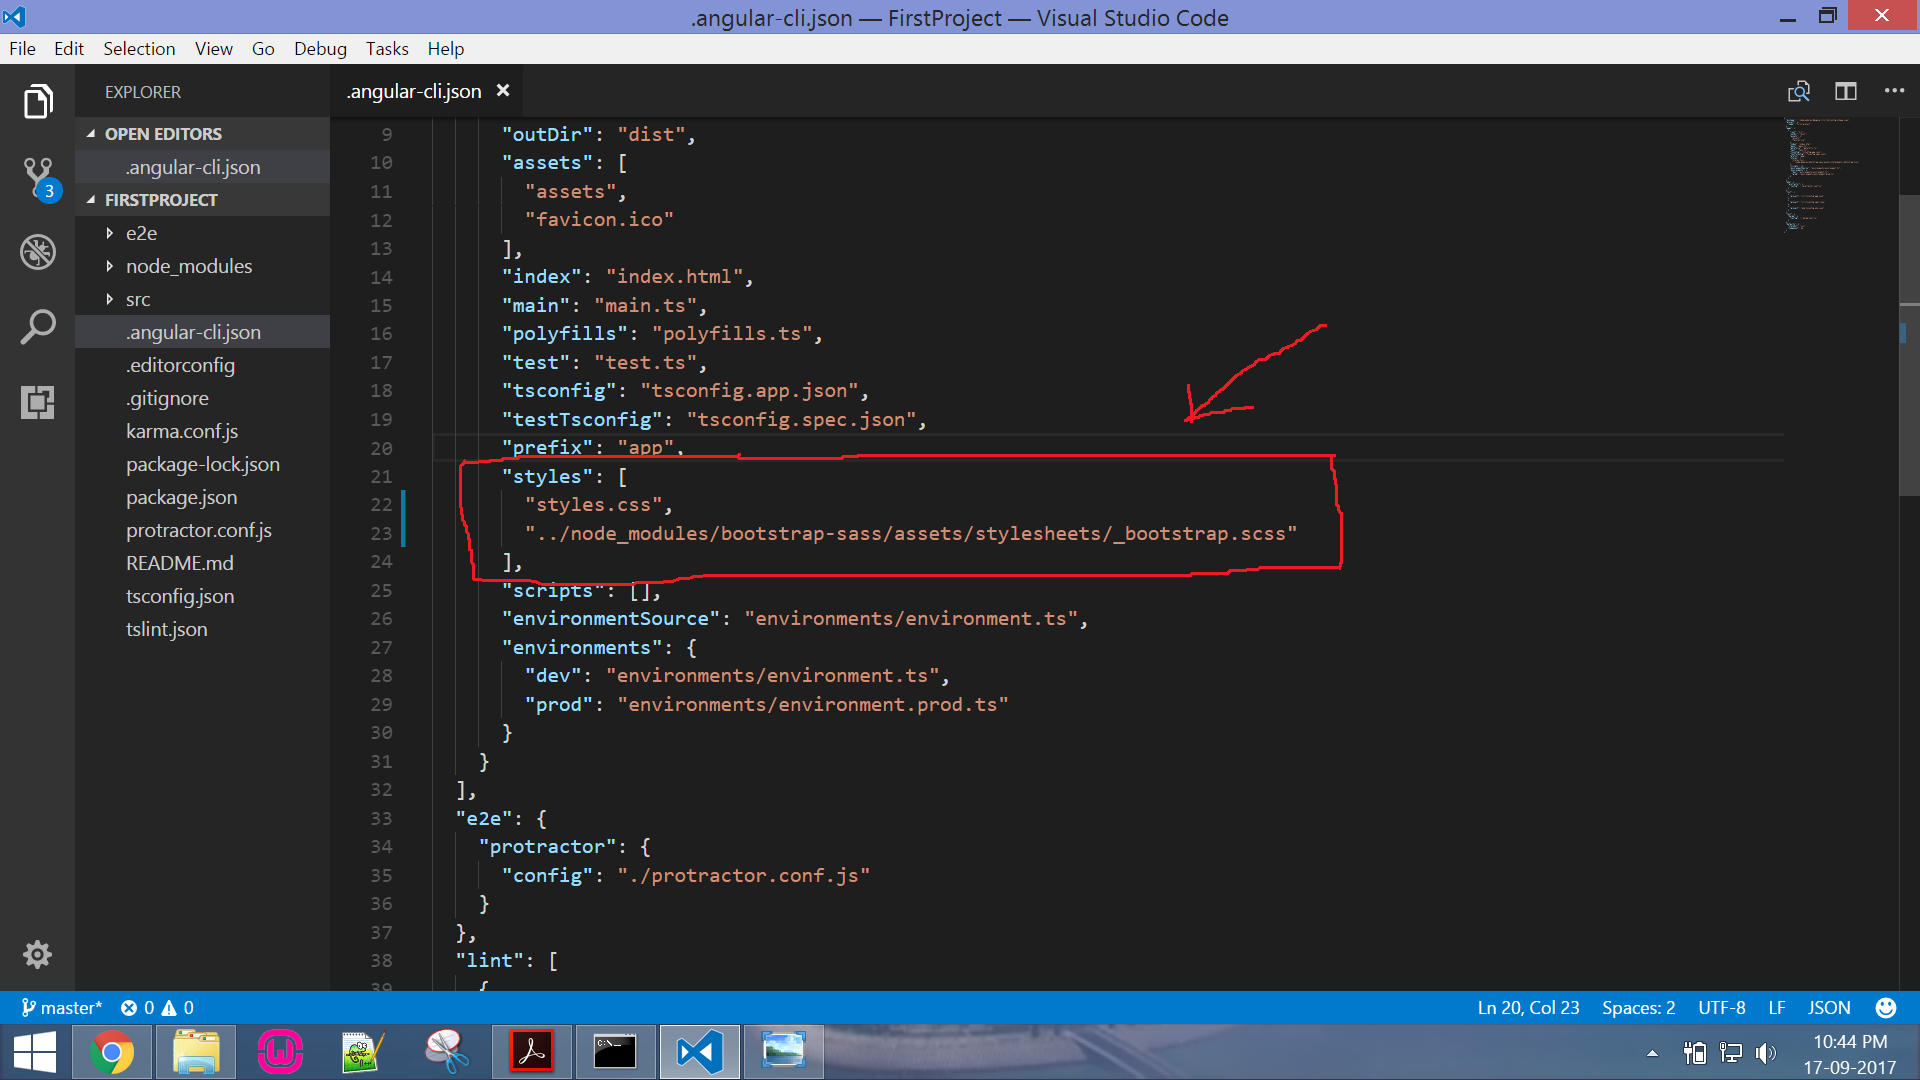 .angular-cli.json — FirstProject — Visual Studio Code
File Edit Selection View Go Debug Tasks Help
EXPLORER
OPEN EDITORS
.angular-cli.json
FIRSTPROJECT
e2e
node_modules
src
.angular-cli.json
.editorconfig
.gitignore
karma.conf.js
package-lock.json
package.json
protractor.conf.js
README.md
tsconfig.json
tslint.json
3
.angular-cli.json
9 "outDir": "dist",
10 "assets": [
11 "assets",
12 "favicon.ico"
13 ],
14 "index": "index.html",
15 "main": "main.ts",
16 "polyfills": "polyfills.ts",
17 "test": "test.ts",
18 "tsconfig": "tsconfig.app.json",
19 "testTsconfig": "tsconfig.spec.json",
20 "prefix": "app",
21 "styles": [
22 "styles.css",
23 "../node_modules/bootstrap-sass/assets/stylesheets/_bootstrap.scss"
24 ],
25 "scripts": [],
26 "environmentSource": "environments/environment.ts",
27 "environments": {
28 "dev": "environments/environment.ts",
29 "prod": "environments/environment.prod.ts"
30 }
31 }
32 ],
33 "e2e": {
34 "protractor": {
35 "config": "./protractor.conf.js"
36 }
37 },
38 "lint": [
39 {
master* 0 0 Ln 20, Col 23 Spaces: 2 UTF-8 LF JSON
10:44 PM
17-09-2017